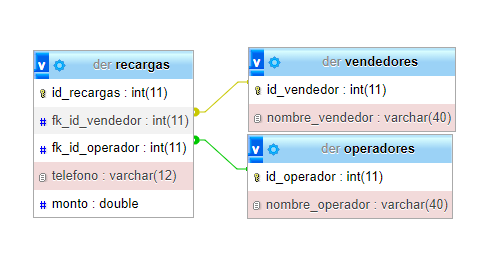 v der recargas
id_recargas : int(11)
# fk_id_vendedor : int(11)
# fk_id_operador : int(11)
telefono : varchar(12)
# monto : double
v der vendedores
id_vendedor : int(11)
nombre_vendedor : varchar(40)
v der operadores
id_operador : int(11)
nombre_operador : varchar(40)